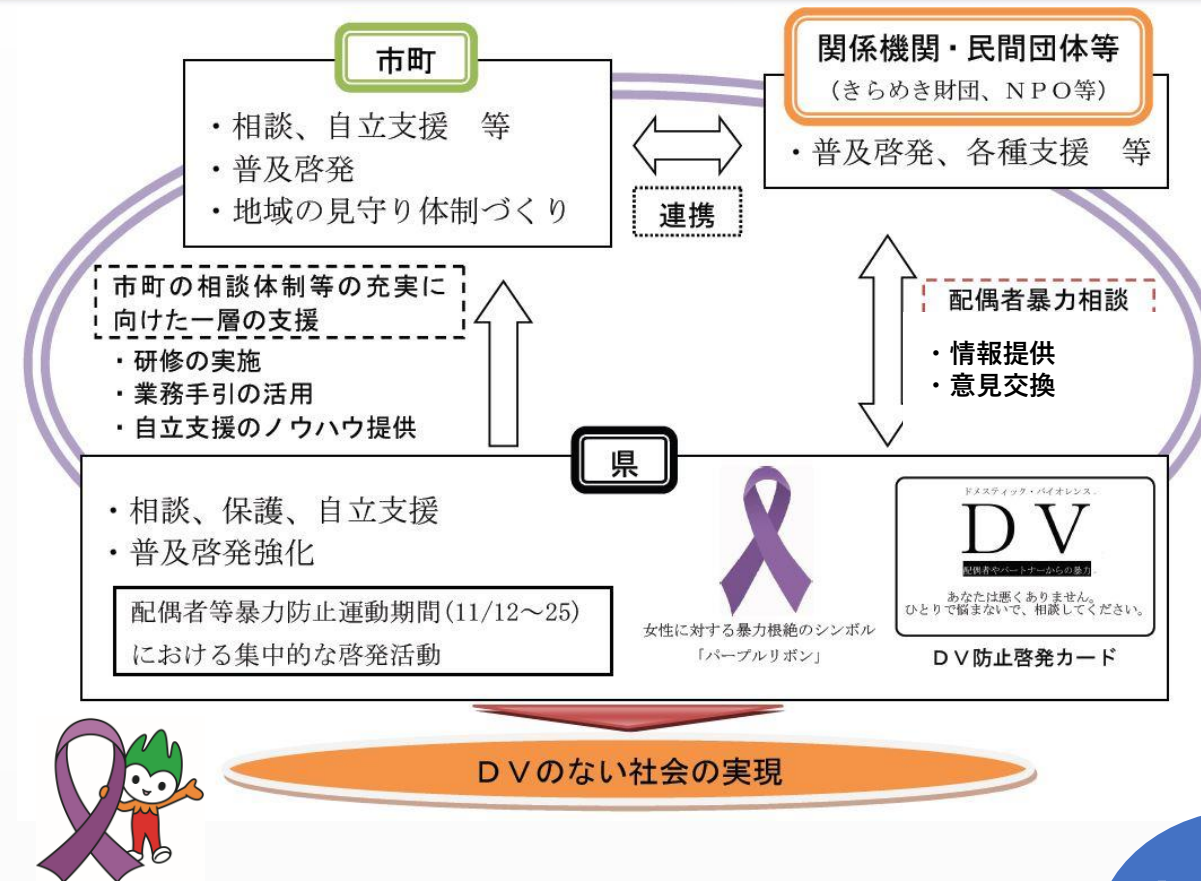 市町
・相談、自立支援　等
・普及啓発
・地域の見守り体制づくり
関係機関・民間団体等
（きらめき財団、ＮＰＯ等）
・普及啓発、各種支援　等
連携
市町の相談体制等の充実に
向けた一層の支援
・研修の実施
・業務手引の活用
・自立支援のノウハウ提供
配偶者暴力相談
・情報提供
・意見交換
県
・相談、保護、自立支援
・普及啓発強化
配偶者等暴力防止運動期間(11/12～25)
における集中的な啓発活動
女性に対する暴力根絶のシンボル
「パープルリボン」
ドメスティック・バイオレンス
ＤＶ
配偶者やパートナーからの暴力
あなたは悪くありません。
ひとりで悩まないで、相談してください。
ＤＶ防止啓発カード
ＤＶのない社会の実現